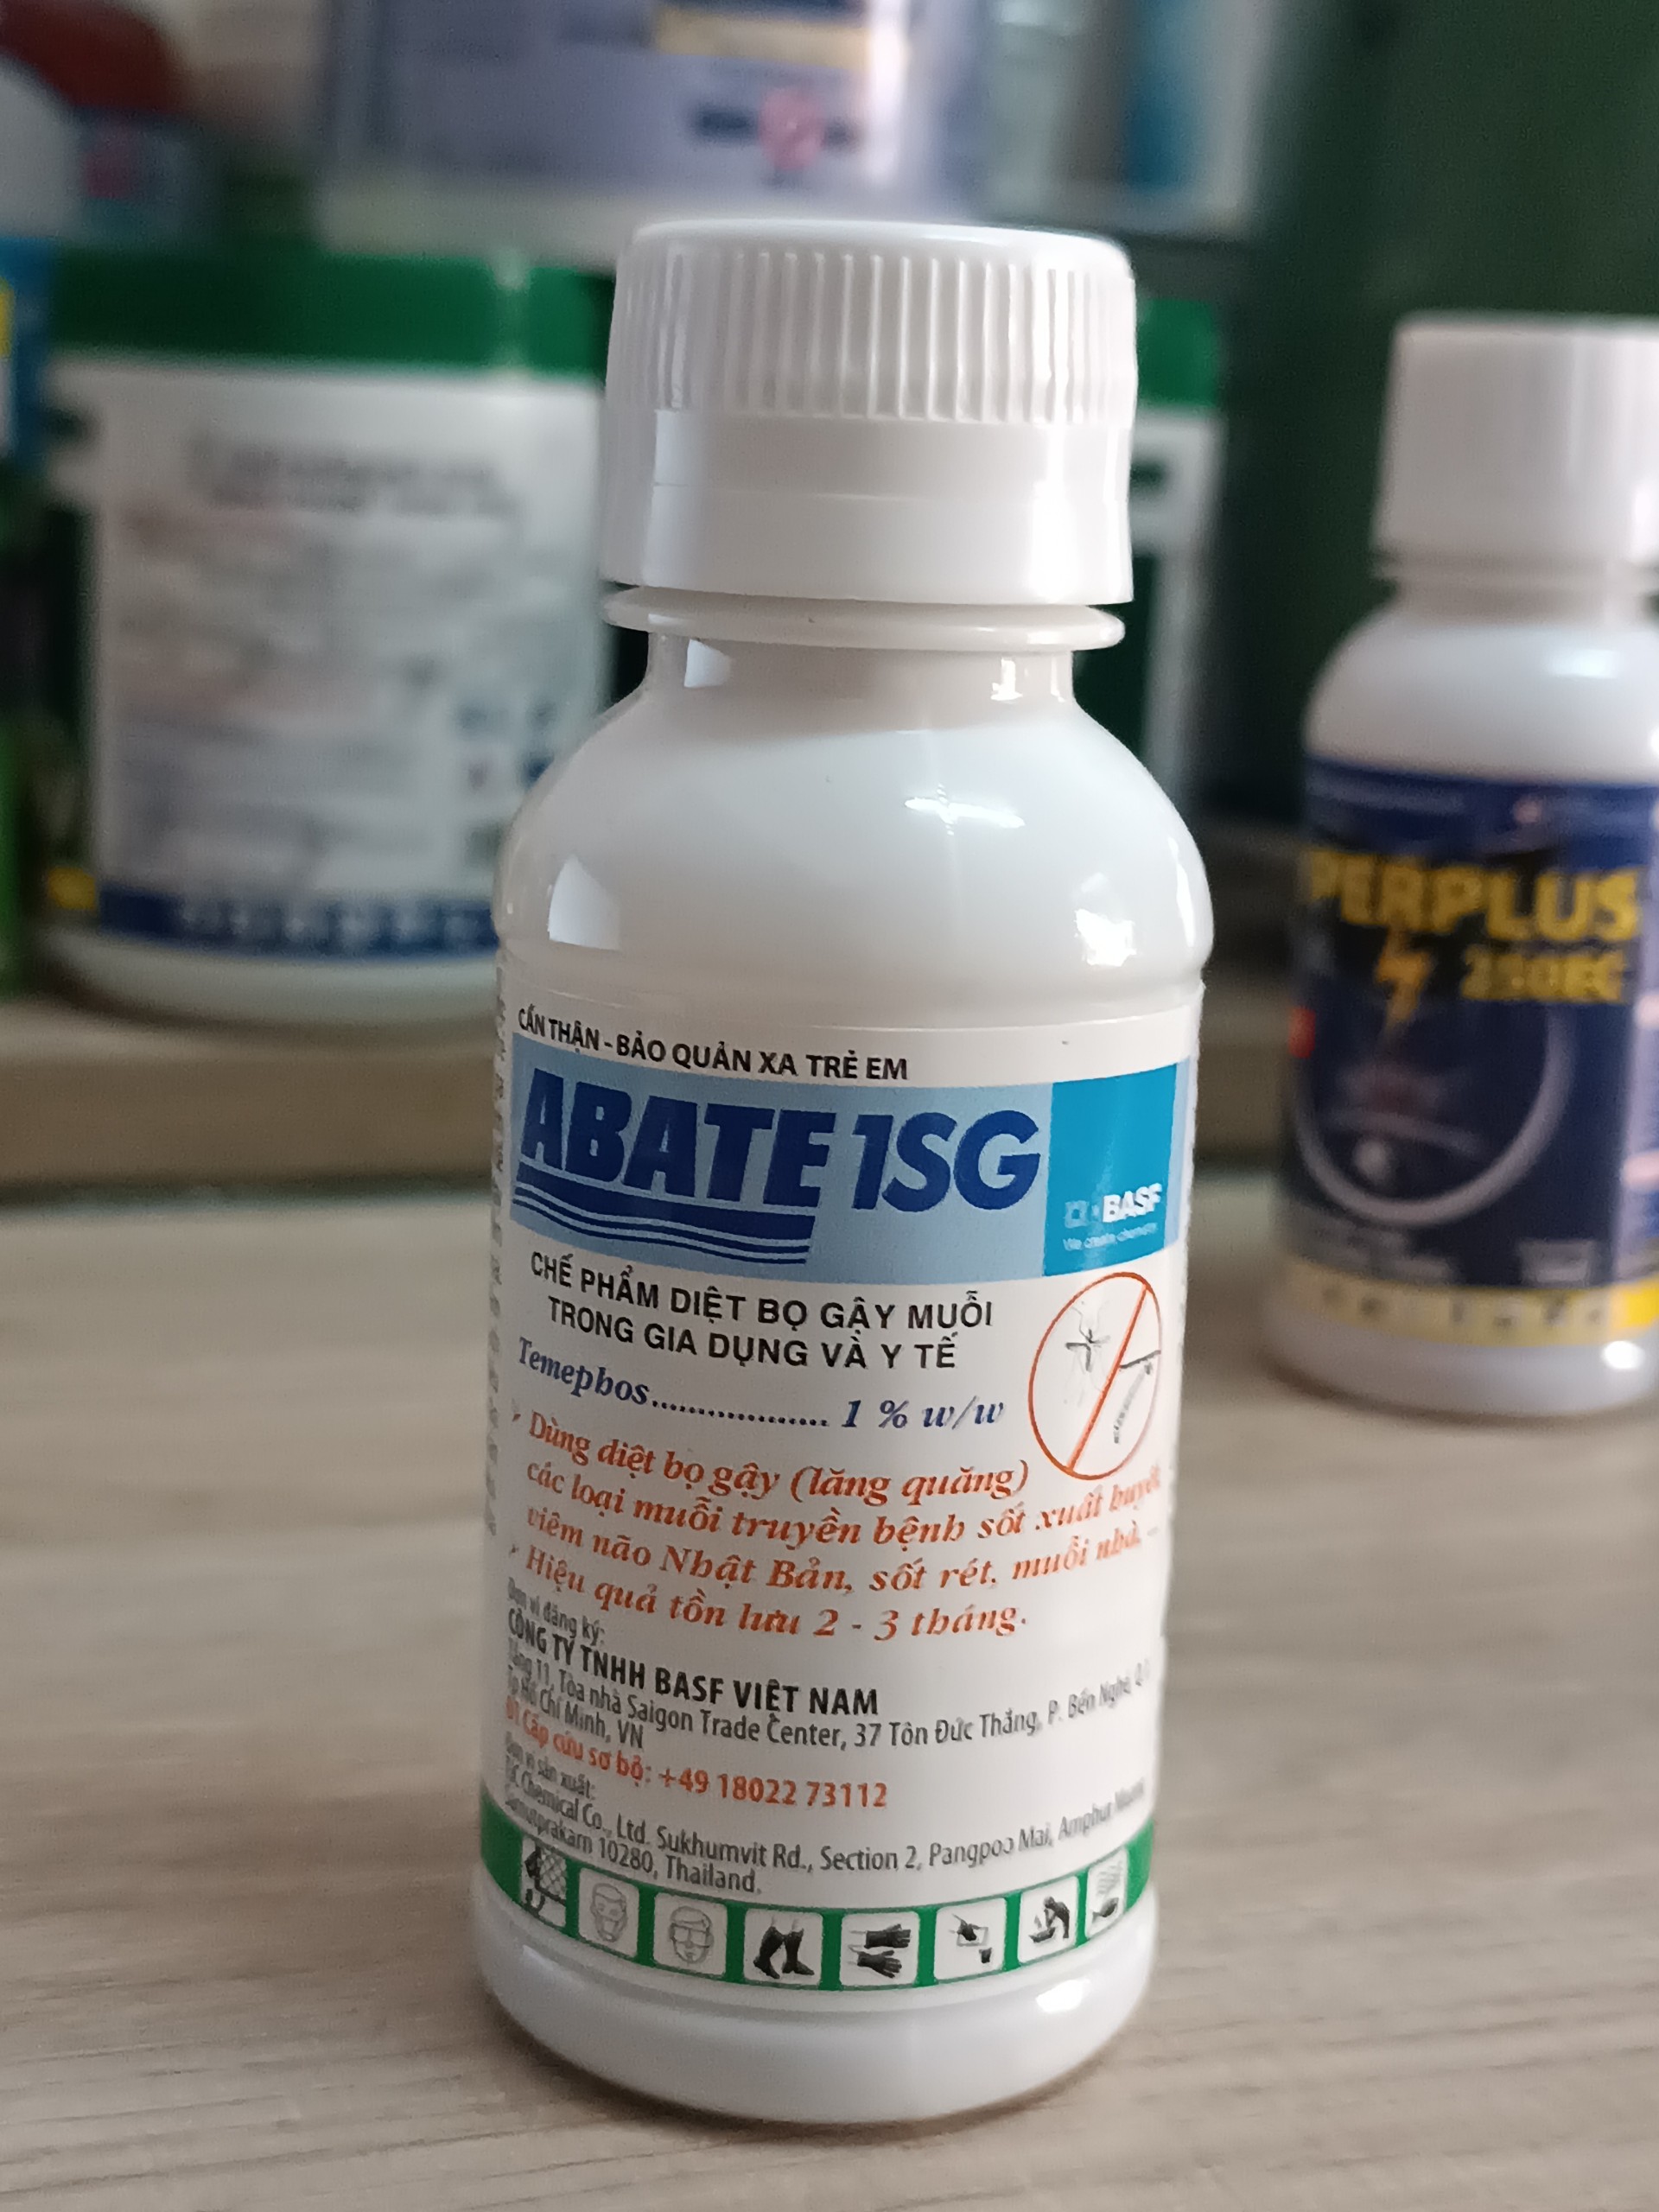 CẨN THẬN - BẢO QUẢN XA TRẺ EM
ABATE 1SG
BASF
We create chemistry
CHẾ PHẨM DIỆT BỌ GẬY MUỖI
TRONG GIA DỤNG VÀ Y TẾ
Temephos................... 1 % w/w
Dùng diệt bọ gậy (lăng quăng)
các loại muỗi truyền bệnh sốt xuất huyết,
viêm não Nhật Bản, sốt rét, muỗi nhà, ...
Hiệu quả tồn lưu 2 - 3 tháng.
Đơn vị đăng ký:
CÔNG TY TNHH BASF VIỆT NAM
Tầng 11, Tòa nhà Saigon Trade Center, 37 Tôn Đức Thắng, P. Bến Nghé,
Tp Hồ Chí Minh, VN
ĐT Cấp cứu sơ bộ: +49 18022 73112
Đơn vị sản xuất:
Chemical Co., Ltd. Sukhumvit Rd., Section 2, Pangpoo Mai, Amphur Muang
Samutprakarn 10280, Thailand.
PERPLUS
250EC